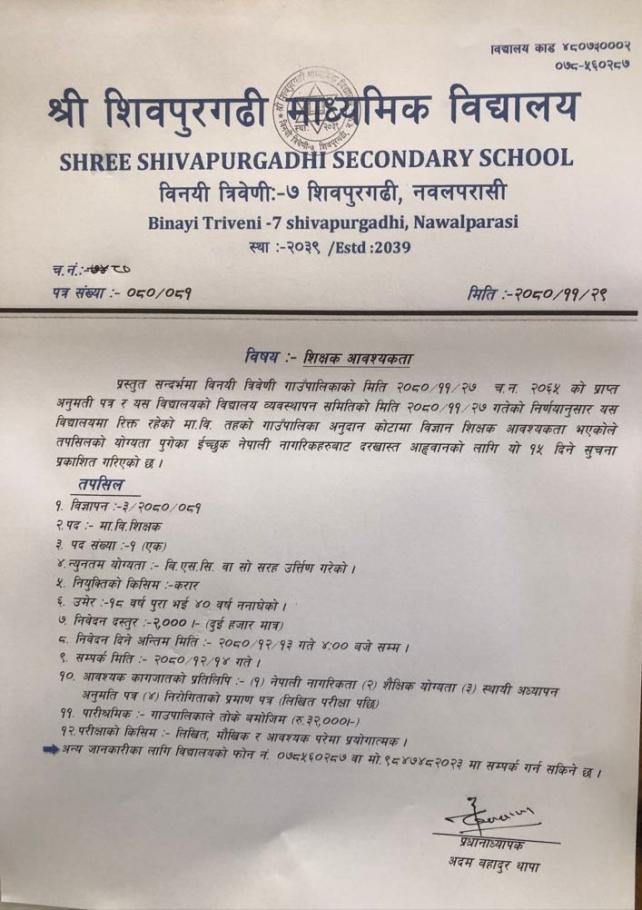 विद्यालय काड ४८०७५०००२
०७८-५६०२८७
श्री शिवपुरगढी माध्यमिक विद्यालय
SHREE SHIVAPURGADHI SECONDARY SCHOOL
विनयी त्रिवेणी:-७ शिवपुरगढी, नवलपरासी
Binayi Triveni -7 shivapurgadhi, Nawalparasi
स्था :-२०३९ /Estd :2039
च.नं.:-
पत्र संख्या :- ०८०/०८१
मिति :-२०८०/११/२९
विषय :- शिक्षक आवश्यकता
प्रस्तुत सन्दर्भमा विनयी त्रिवेणी गाउँपालिकाको मिति २०८०/११/२७ च.न. २०६५ को प्राप्त
अनुमती पत्र र यस विद्यालयको विद्यालय व्यवस्थापन समितिको मिति २०८०/११/२७ गतेको निर्णयानुसार यस
विद्यालयमा रिक्त रहेको मा.वि. तहको गाउँपालिका अनुदान कोटामा विज्ञान शिक्षक आवश्यकता भएकोले
तपसिलको योग्यता पुगेका ईच्छुक नेपाली नागरिकहरुबाट दरखास्त आह्ववानको लागि यो १५ दिने सुचना
प्रकाशित गरिएको छ ।
तपसिल
१. विज्ञापन :-३/२०८०/०८१
२.पद :- मा.वि.शिक्षक
३. पद संख्या :-१ (एक)
४.न्युनतम योग्यता :- बि.एस.सि. वा सो सरह उर्त्तिण गरेको ।
५. नियुक्तिको किसिम :-करार
६. उमेर :-१८ वर्ष पुरा भई ४० वर्ष ननाघेको ।
७. निवेदन दस्तुर :-२,००० ।- (दुई हजार मात्र)
८. निवेदन दिने अन्तिम मिति :- २०८०/१२/१३ गते ४:०० बजे सम्म ।
९. सम्पर्क मिति :- २०८०/१२/१४ गते ।
१०. आवश्यक कागजातको प्रतिलिपि :- (१) नेपाली नागरिकता (२) शैक्षिक योग्यता (३) स्थायी अध्यापन
अनुमति पत्र (४) निरोगिताको प्रमाण पत्र (लिखित परीक्षा पछि)
११. पारीश्रमिक :- गाउपालिकाले तोके बमोजिम (रु.३२,०००।-)
१२.परीक्षाको किसिम :- लिखित, मौखिक र आवश्यक परेमा प्रयोगात्मक ।
अन्य जानकारीका लागि विद्यालयको फोन नं. ०७८५६०२८७ वा मो.९८४७४८२०२३ मा सम्पर्क गर्न सकिने छ ।
प्रधानाध्यापक
अदम बहादुर थापा